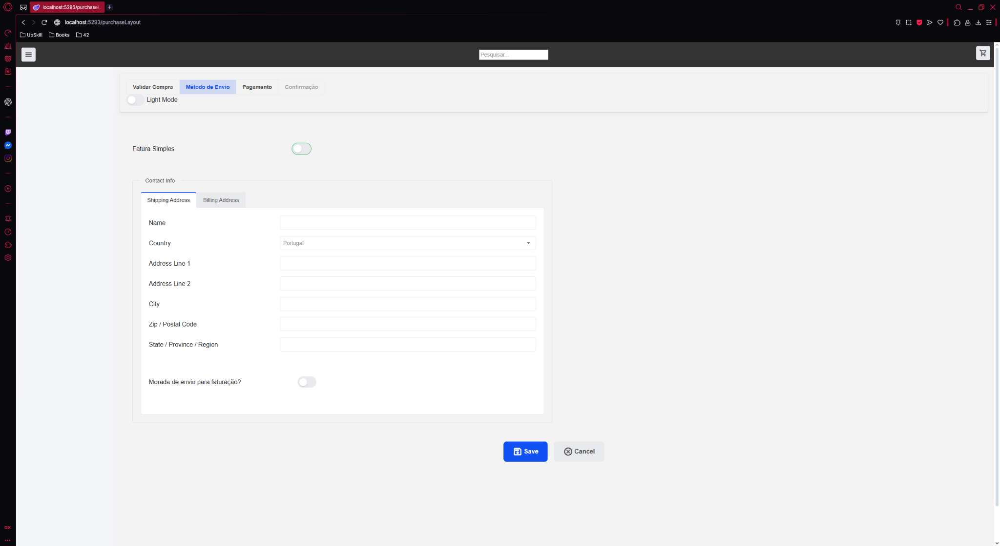 localhost:5293/purchaseL
localhost:5293/purchaseLayout
UpSkill Books 42
Pesquisar...
Validar Compra Método de Envio Pagamento Confirmação
Light Mode
Fatura Simples
Contact Info
Shipping Address Billing Address
Name
Country Portugal
Address Line 1
Address Line 2
City
Zip / Postal Code
State / Province / Region
Morada de envio para faturação?
Save Cancel
GX